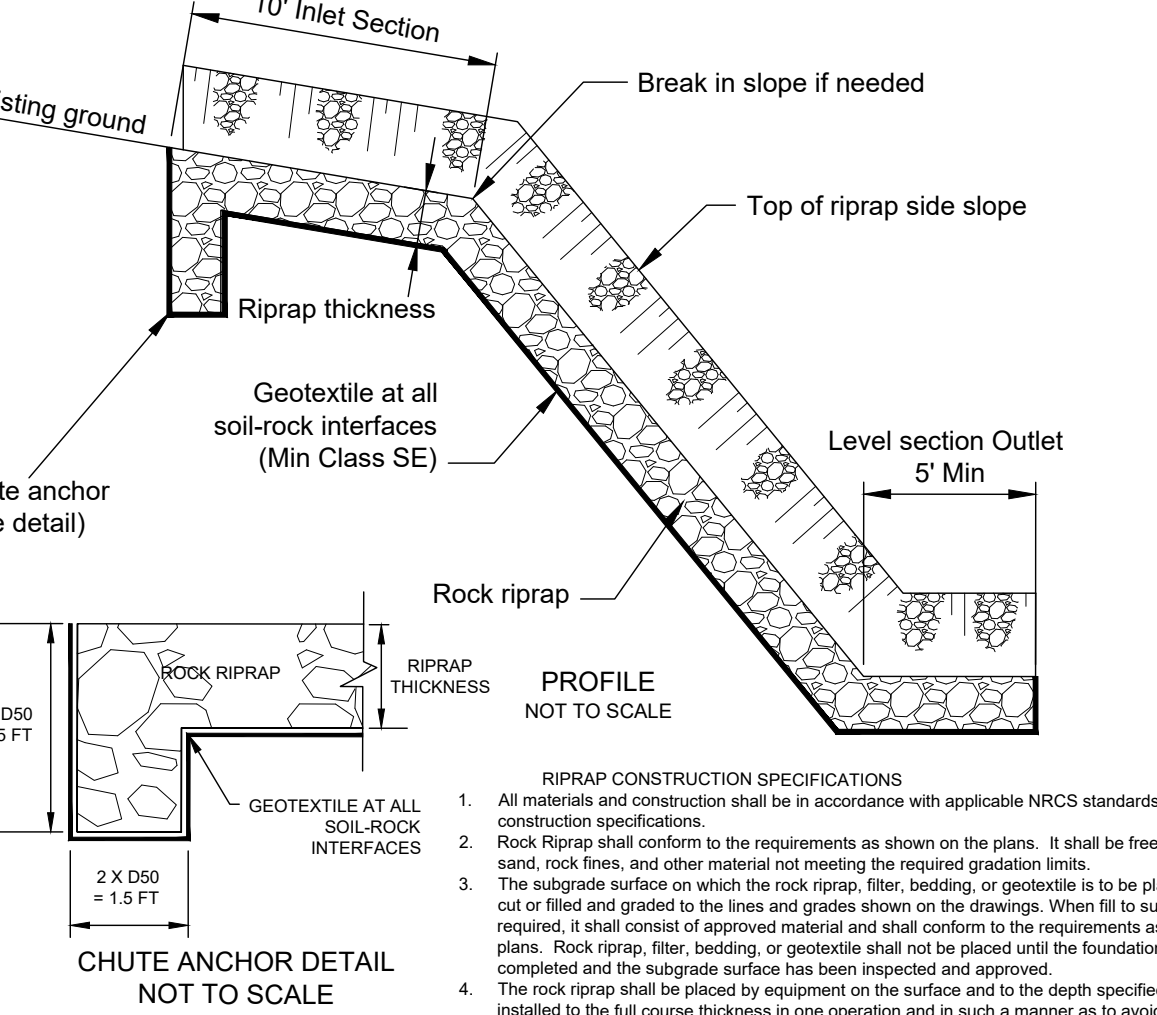 10' Inlet Section
Break in slope if needed
ground
Top of riprap side slope
Riprap thickness
Geotextile at all
soil-rock interfaces
(Min Class SE)
Level section Outlet
5' Min
anchor
detail)
Rock riprap
ROCK RIPRAP
RIPRAP
THICKNESS
PROFILE
NOT TO SCALE
D50
FT
GEOTEXTILE AT ALL
SOIL-ROCK
INTERFACES
2 X D50
= 1.5 FT
CHUTE ANCHOR DETAIL
NOT TO SCALE
RIPRAP CONSTRUCTION SPECIFICATIONS
1. All materials and construction shall be in accordance with applicable NRCS standards
construction specifications.
2. Rock Riprap shall conform to the requirements as shown on the plans. It shall be free
sand, rock fines, and other material not meeting the required gradation limits.
3. The subgrade surface on which the rock riprap, filter, bedding, or geotextile is to be
cut or filled and graded to the lines and grades shown on the drawings. When fill to
required, it shall consist of approved material and shall conform to the requirements as
plans. Rock riprap, filter, bedding, or geotextile shall not be placed until the foundation
completed and the subgrade surface has been inspected and approved.
4. The rock riprap shall be placed by equipment on the surface and to the depth specified
installed to the full course thickness in one operation and in such a manner as to avoid